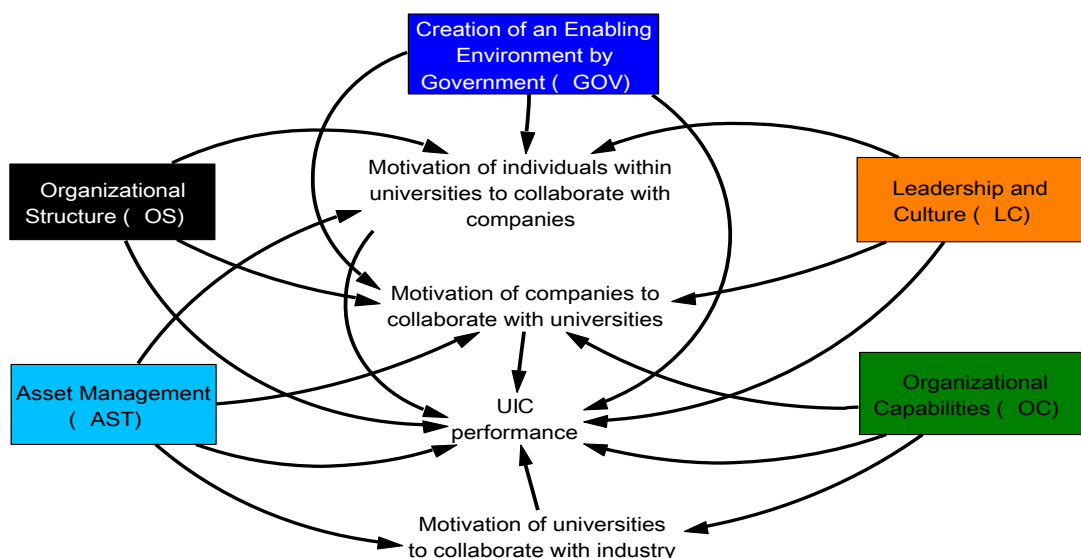 Creation of an Enabling
Environment by
Government ( GOV)
Motivation of individuals within
universities to collaborate with
companies
Organizational
Structure ( OS)
Leadership and
Culture ( LC)
Motivation of companies to
collaborate with universities
Asset Management
( AST)
UIC
performance
Organizational
Capabilities ( OC)
Motivation of universities
to collaborate with industry